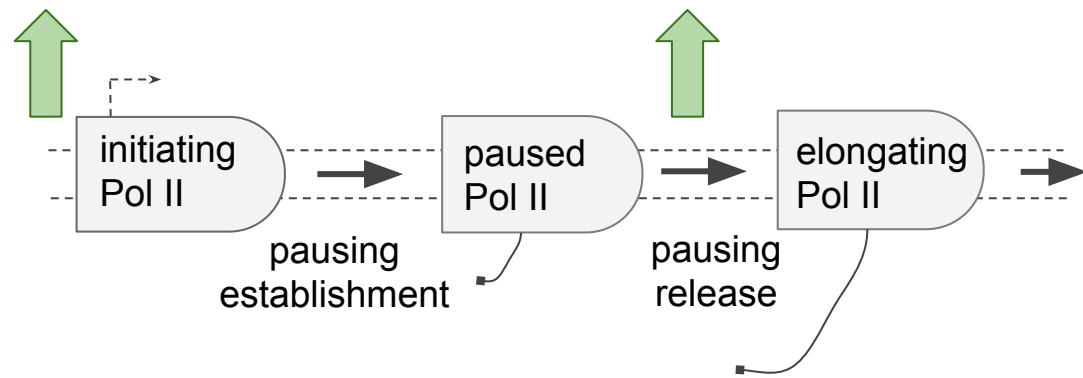 initiating
Pol II
paused
Pol II
elongating
Pol II
pausing
establishment
pausing
release